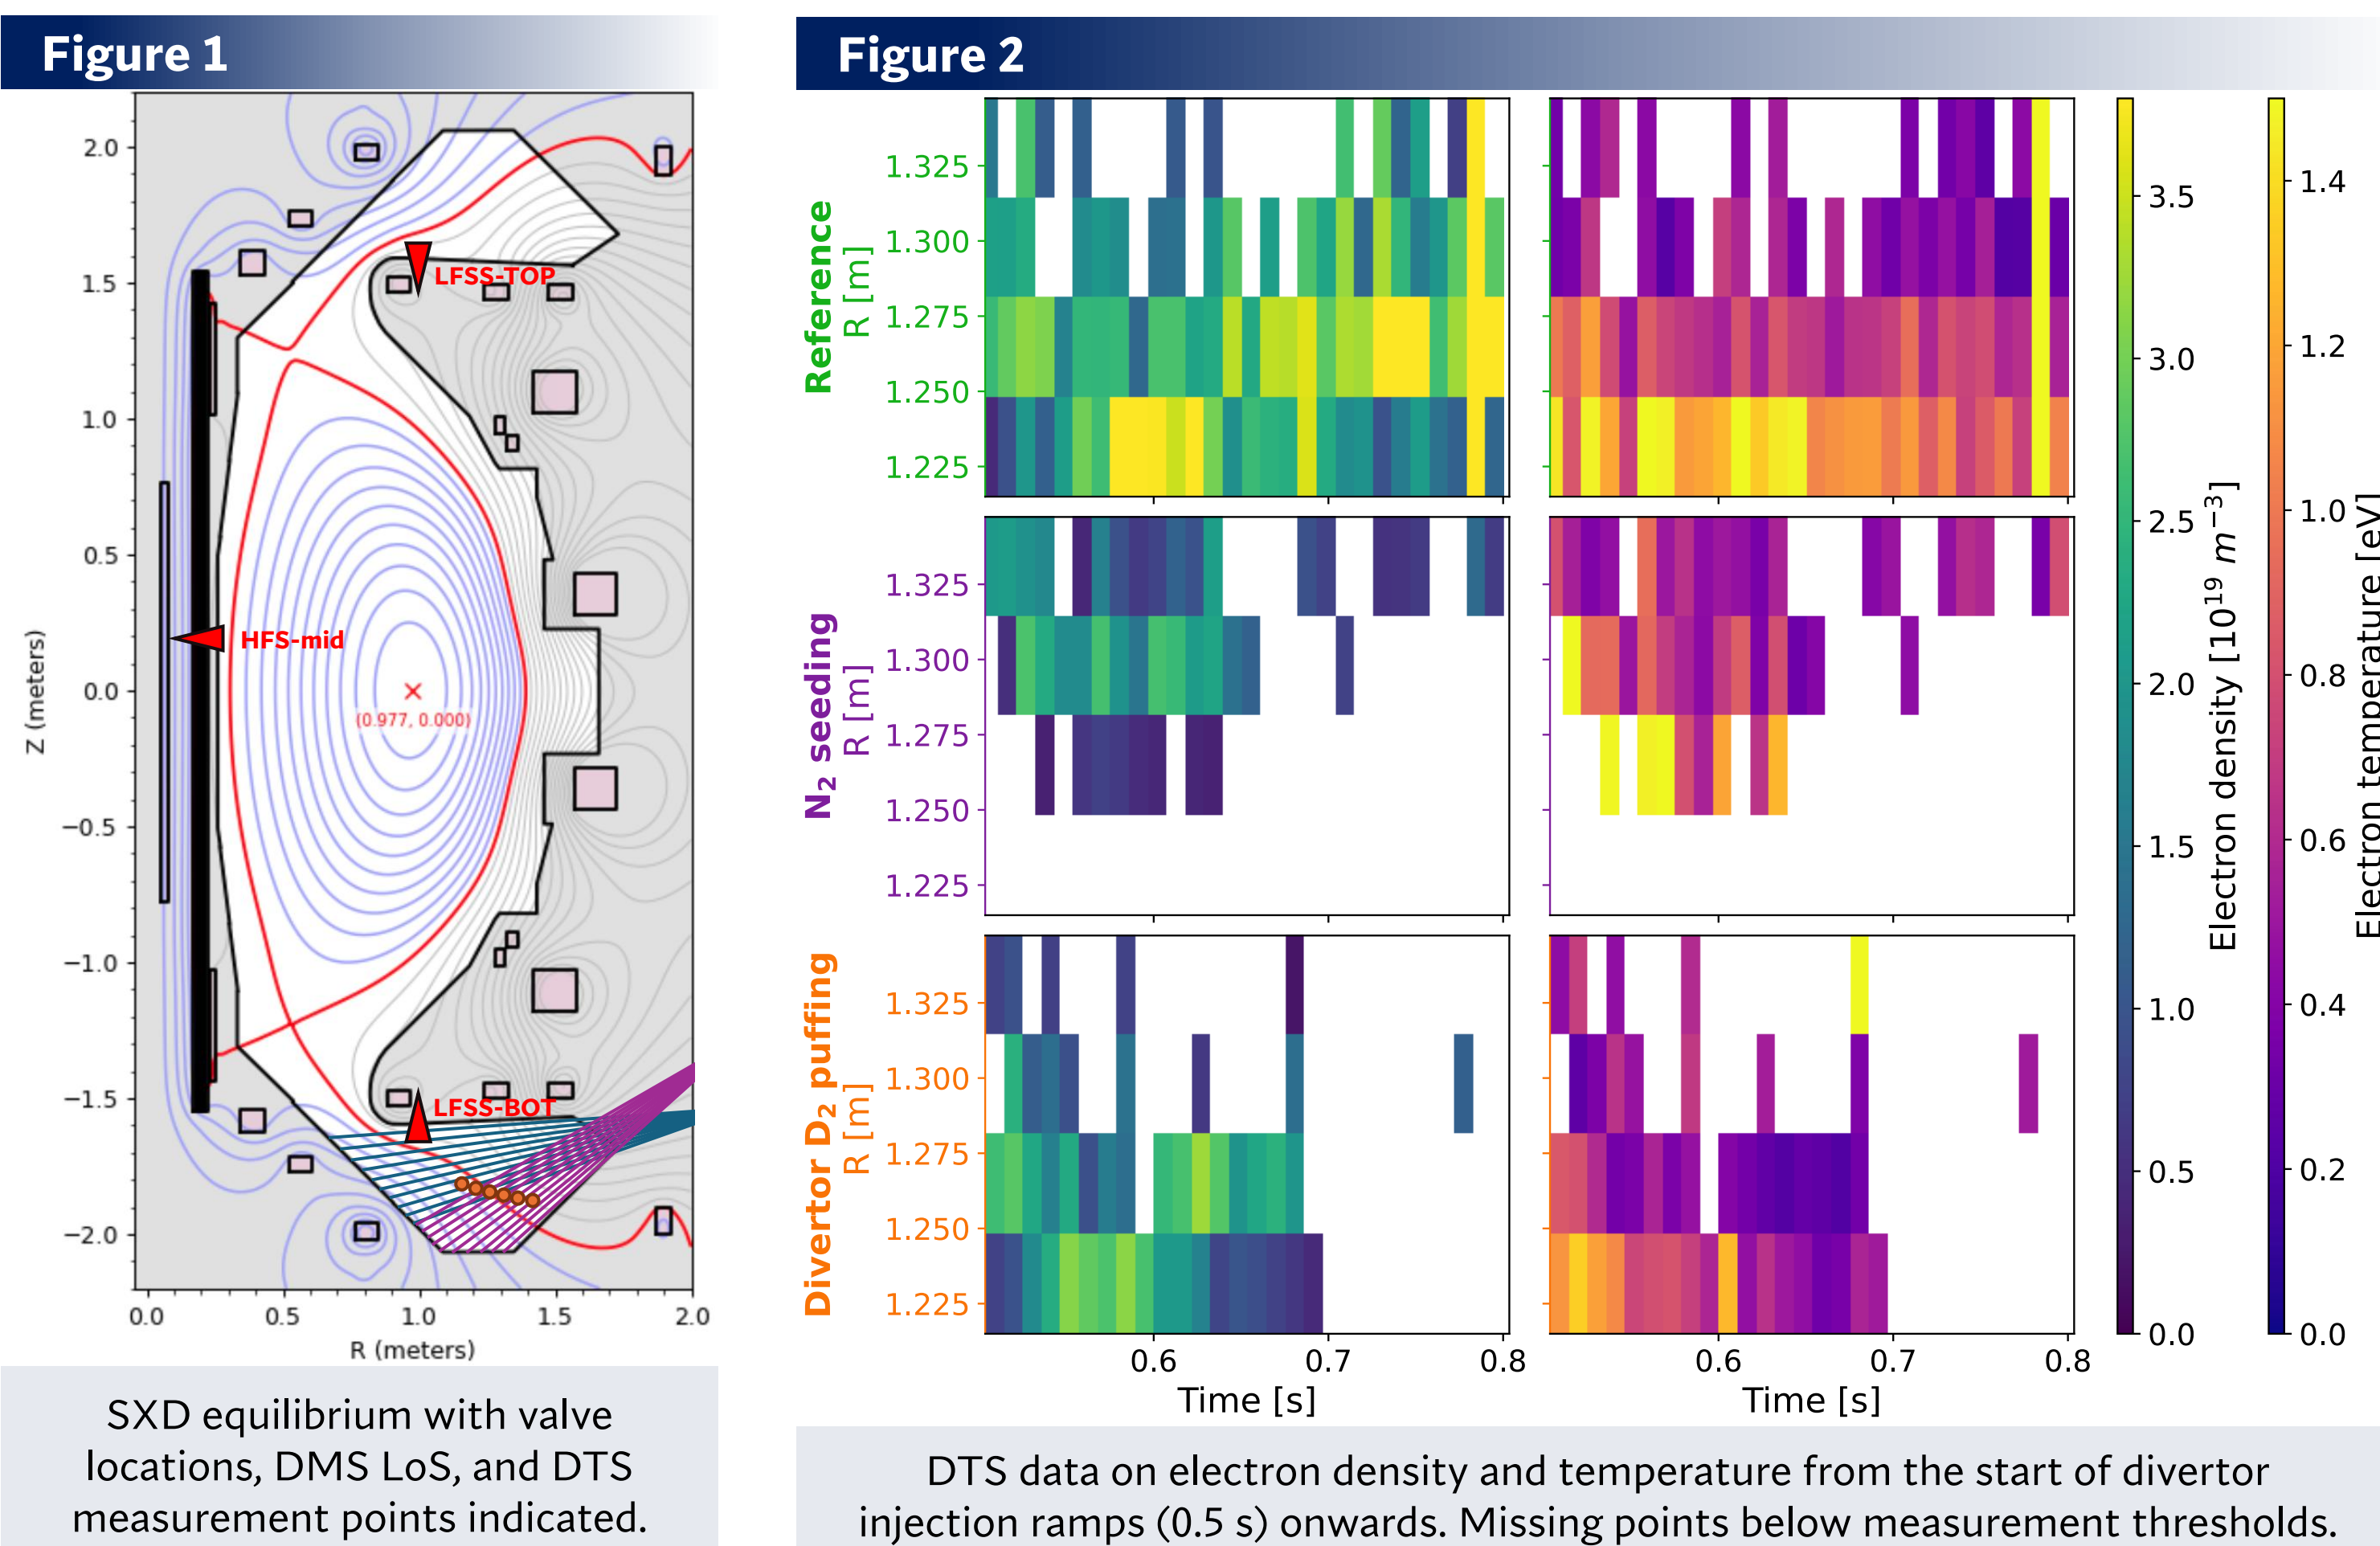 Figure 1
2.0
1.5
1.0
0.5
0.0
−0.5
−1.0
−1.5
−2.0
Z (meters)
LFSS-TOP
HFS-mid
(0.977, 0.000)
LFSS-BOT
0.0 0.5 1.0 1.5 2.0
R (meters)
SXD equilibrium with valve
locations, DMS LoS, and DTS
measurement points indicated.
Figure 2
Reference
R [m]
1.325
1.300
1.275
1.250
1.225
N₂ seeding
R [m]
1.325
1.300
1.275
1.250
1.225
Divertor D₂ puffing
R [m]
1.325
1.300
1.275
1.250
1.225
0.6 0.7 0.8
Time [s]
0.6 0.7 0.8
Time [s]
3.5
3.0
2.5
2.0
1.5
1.0
0.5
0.0
Electron density [10¹⁹ m⁻³]
1.4
1.2
1.0
0.8
0.6
0.4
0.2
0.0
Electron temperature [eV]
DTS data on electron density and temperature from the start of divertor
injection ramps (0.5 s) onwards. Missing points below measurement thresholds.